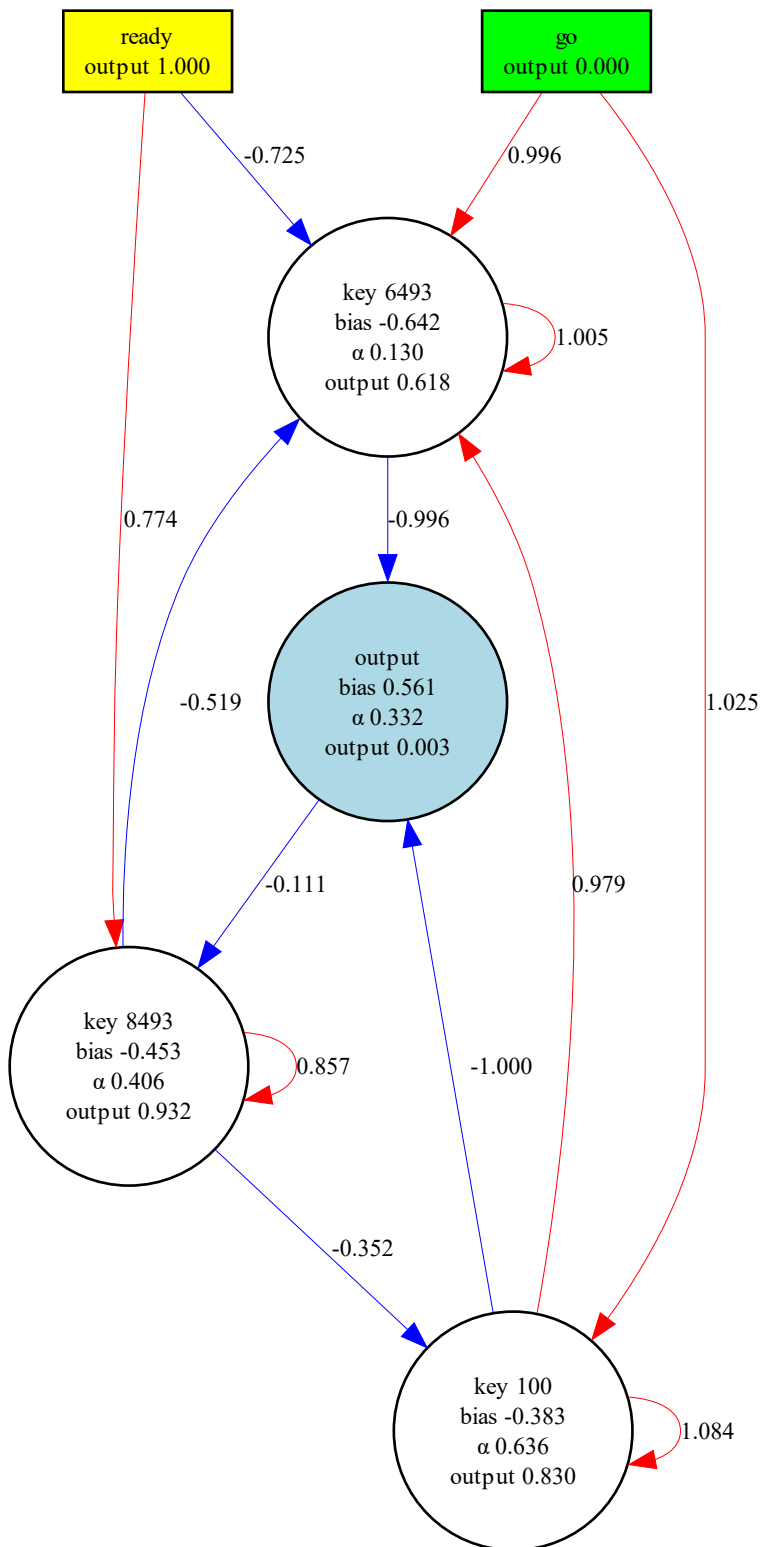 ready
output 1.000
go
output 0.000
-0.725
0.996
key 6493
bias -0.642
α 0.130
output 0.618
1.005
0.774
-0.996
-0.519
output
bias 0.561
α 0.332
output 0.003
1.025
-0.111
0.979
key 8493
bias -0.453
α 0.406
output 0.932
0.857
-1.000
-0.352
key 100
bias -0.383
α 0.636
output 0.830
1.084